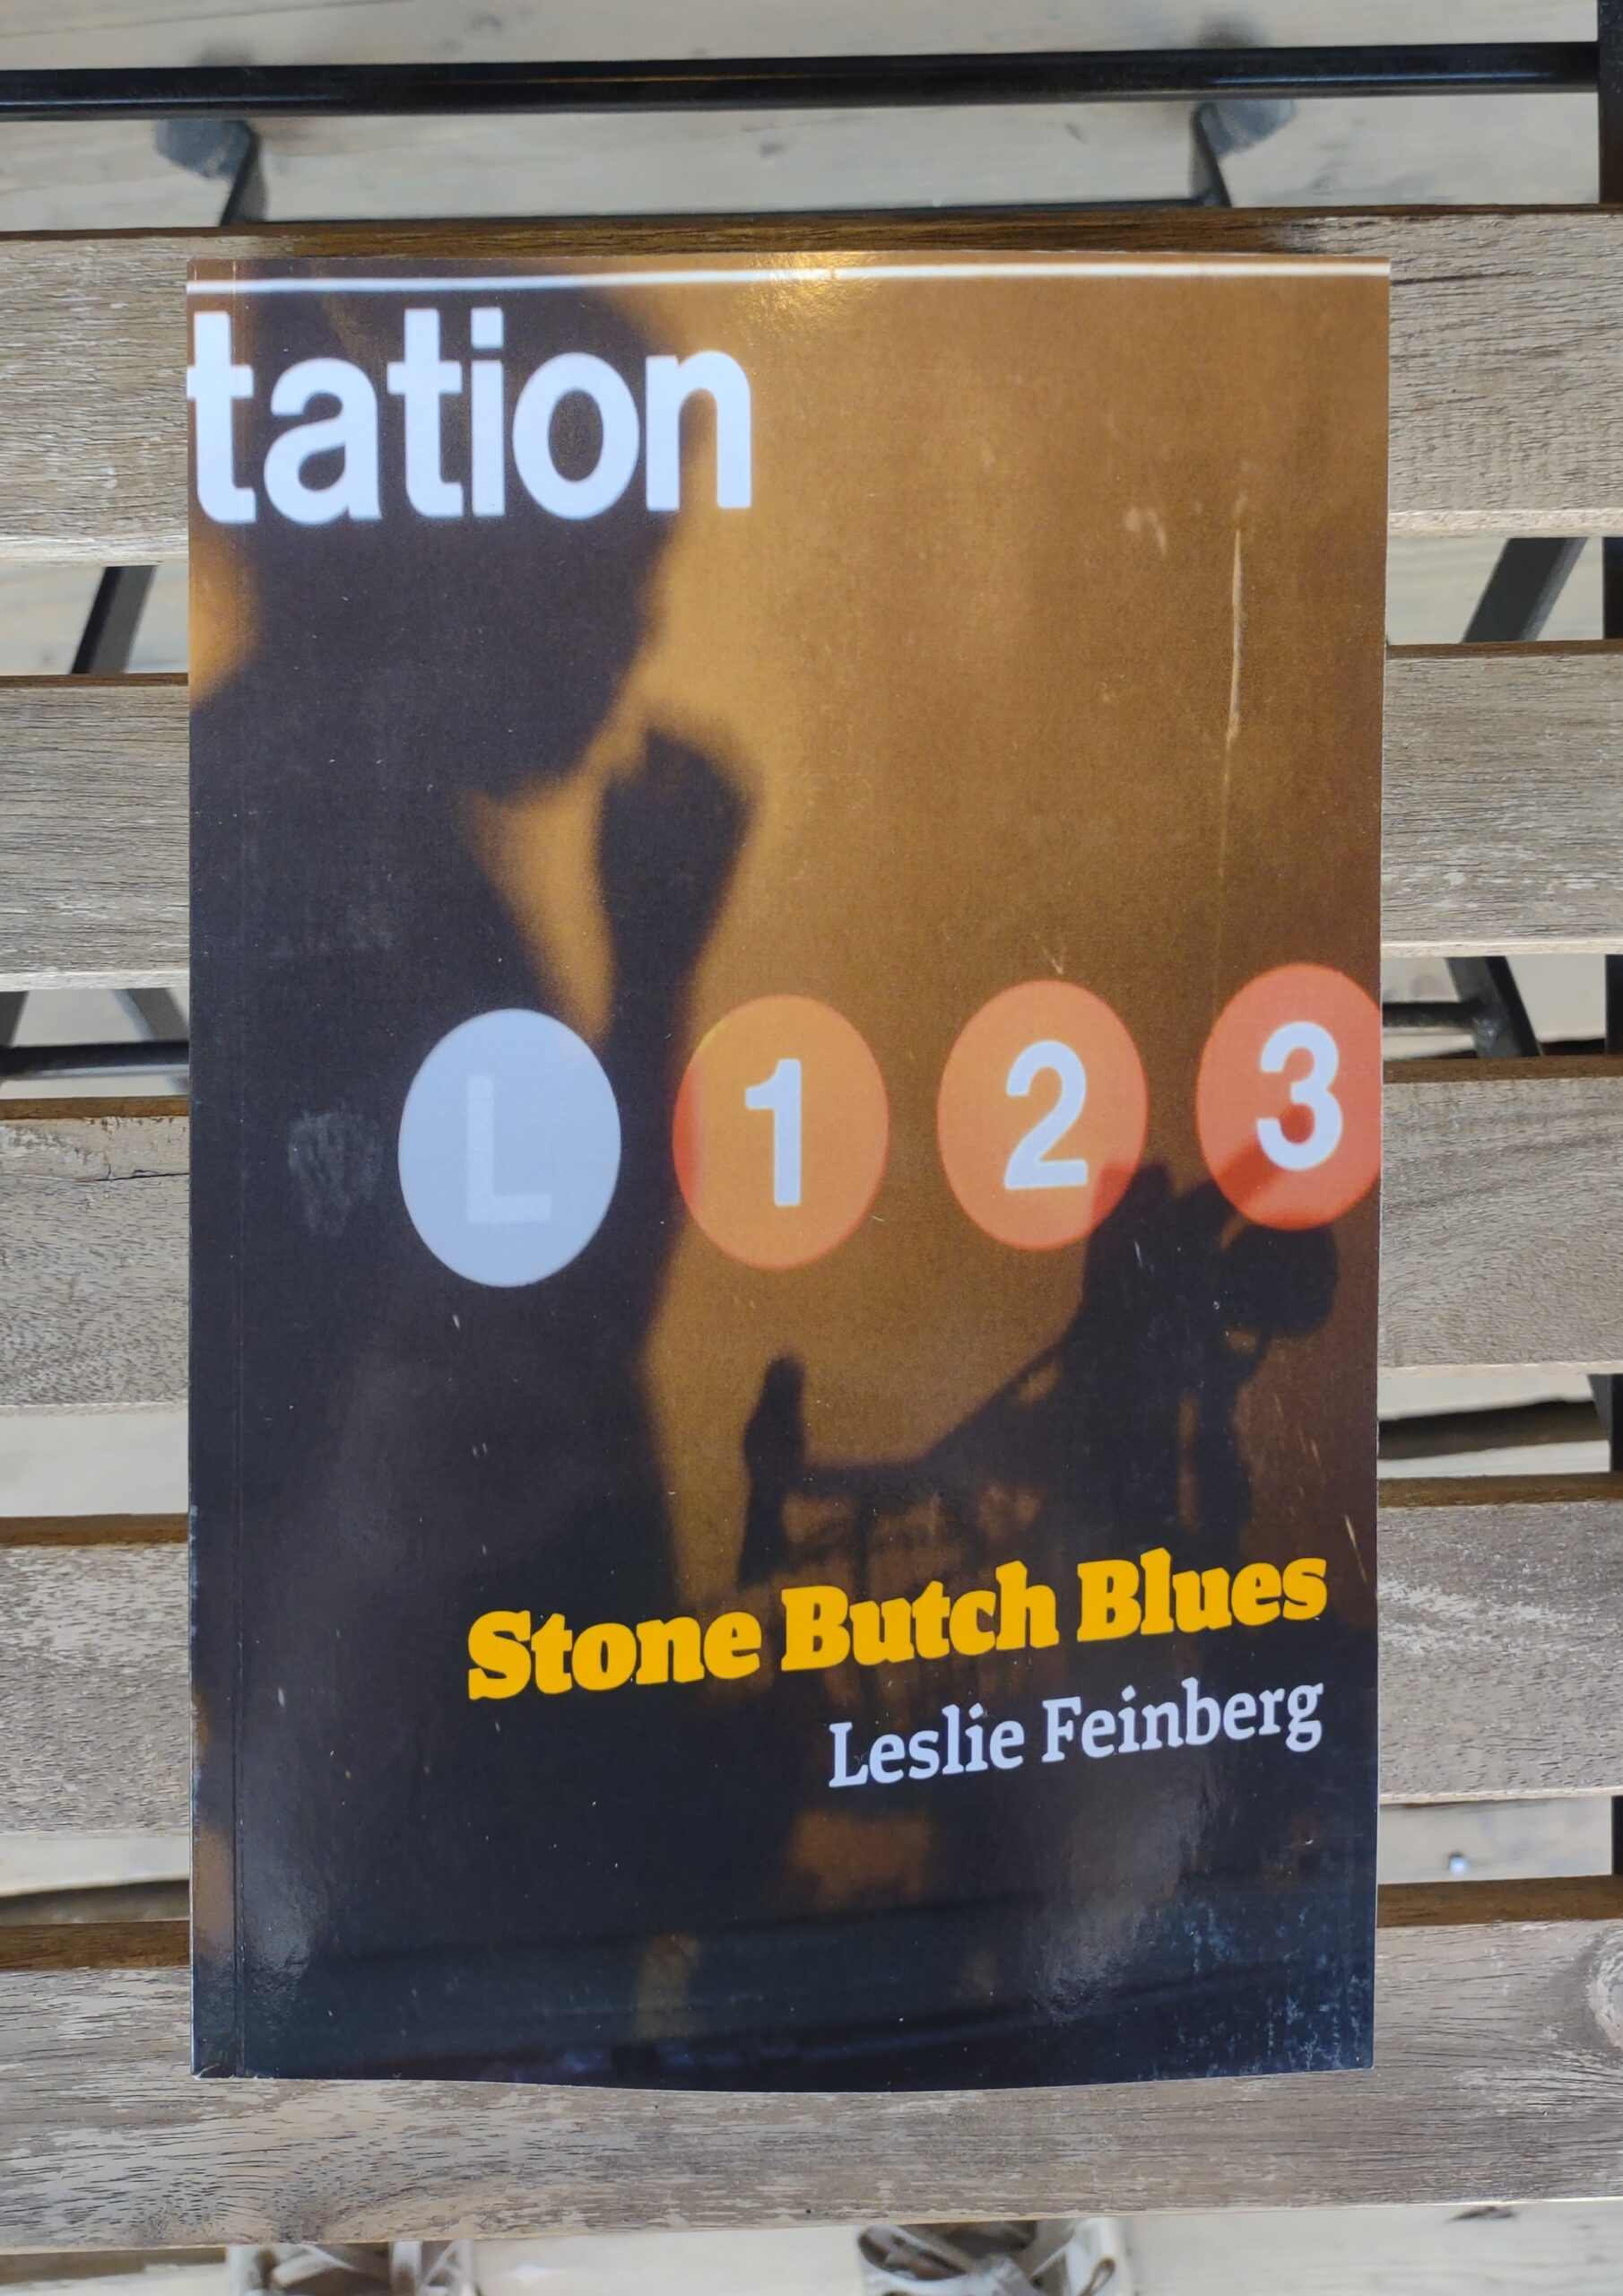 tation
L 1 2 3
Stone Butch Blues
Leslie Feinberg